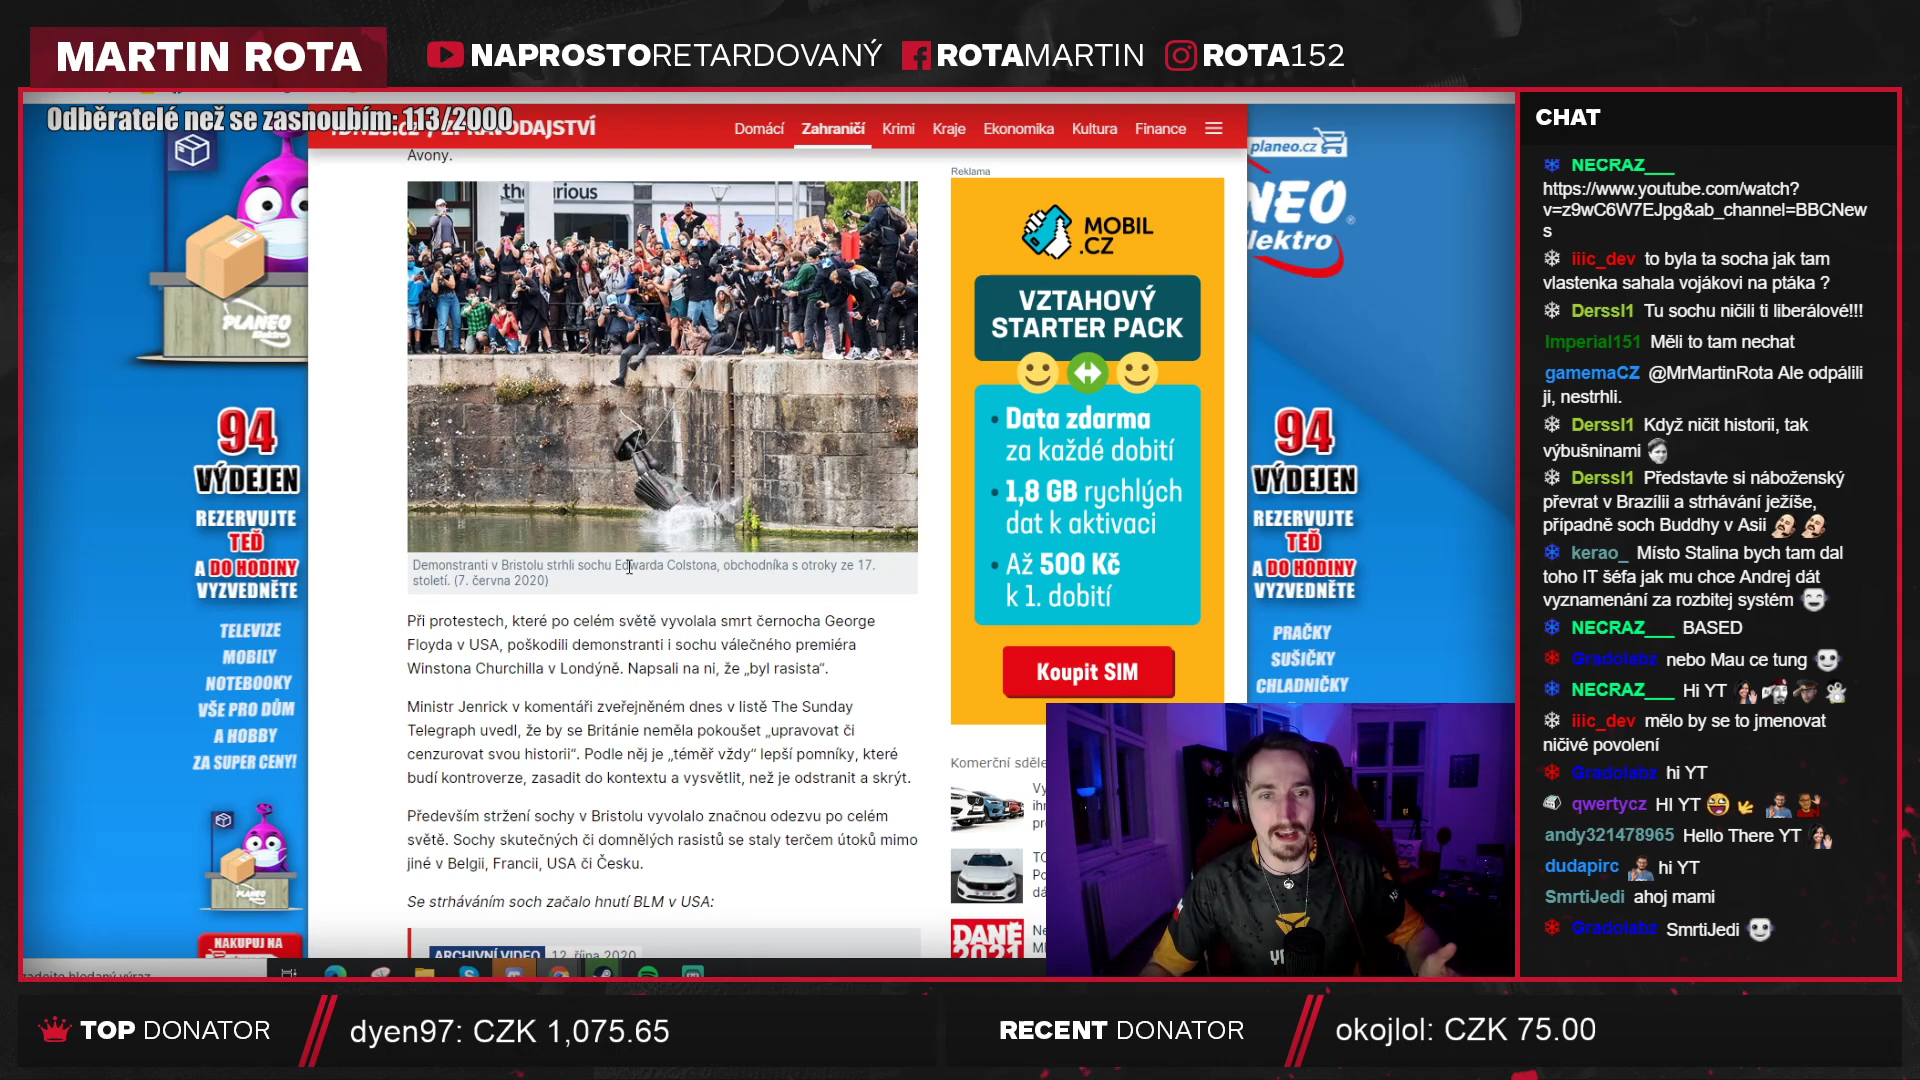 MARTIN ROTA
NAPROSTORETARDOVANÝ
ROTAMARTIN
ROTA152
Odběratelé než se zasnoubím: 113/2000
Domácí Zahraničí Krimi Kraje Ekonomika Kultura Finance
Avony.
Demonstranti v Bristolu strhli sochu Edwarda Colstona, obchodníka s otroky ze 17.
století. (7. června 2020)
Při protestech, které po celém světě vyvolala smrt černocha George
Floyda v USA, poškodili demonstranti i sochu válečného premiéra
Winstona Churchilla v Londýně. Napsali na ni, že „byl rasista“.
Ministr Jenrick v komentáři zveřejněném dnes v listě The Sunday
Telegraph uvedl, že by se Británie neměla pokoušet „upravovat či
cenzurovat svou historii“. Podle něj je „téměř vždy“ lepší pomníky, které
budí kontroverze, zasadit do kontextu a vysvětlit, než je odstranit a skrýt.
Především stržení sochy v Bristolu vyvolalo značnou odezvu po celém
světě. Sochy skutečných či domnělých rasistů se staly terčem útoků mimo
jiné v Belgii, Francii, USA či Česku.
Se strháváním soch začalo hnutí BLM v USA:
ARCHIVNÍ VIDEO 12. října 2020
PLANEO
Elektro
94
VÝDEJEN
REZERVUJTE
TEĎ
A DO HODINY
VYZVEDNĚTE
TELEVIZE
MOBILY
NOTEBOOKY
VŠE PRO DŮM
A HOBBY
ZA SUPER CENY!
PLANEO
NAKUPUJ NA
Reklama
MOBIL
.CZ
VZTAHOVÝ
STARTER PACK
• Data zdarma
za každé dobití
• 1,8 GB rychlých
dat k aktivaci
• Až 500 Kč
k 1. dobití
Koupit SIM
Komerční sděle
DANĚ
2021
planeo.cz
94
VÝDEJEN
REZERVUJTE
TEĎ
A DO HODINY
VYZVEDNĚTE
PRAČKY
SUŠIČKY
CHLADNIČKY
CHAT
NECRAZ___
https://www.youtube.com/watch?
v=z9wC6W7EJpg&ab_channel=BBCNew
s
iiic_dev to byla ta socha jak tam
vlastenka sahala vojákovi na ptáka ?
Derssl1 Tu sochu ničili ti liberálové!!!
Imperial151 Měli to tam nechat
gamemaCZ @MrMartinRota Ale odpálili
ji, nestrhli.
Derssl1 Když ničit historii, tak
výbušninami
Derssl1 Představte si náboženský
převrat v Brazílii a strhávání ježíše,
případně soch Buddhy v Asii
kerao_ Místo Stalina bych tam dal
toho IT šéfa jak mu chce Andrej dát
vyznamenání za rozbitej systém
NECRAZ___ BASED
Gradolabz nebo Mau ce tung
NECRAZ___ Hi YT
iiic_dev mělo by se to jmenovat
ničivé povolení
Gradolabz hi YT
qwertycz HI YT
andy321478965 Hello There YT
dudapirc hi YT
SmrtiJedi ahoj mami
Gradolabz SmrtiJedi
TOP DONATOR
dyen97: CZK 1,075.65
RECENT DONATOR
okojlol: CZK 75.00